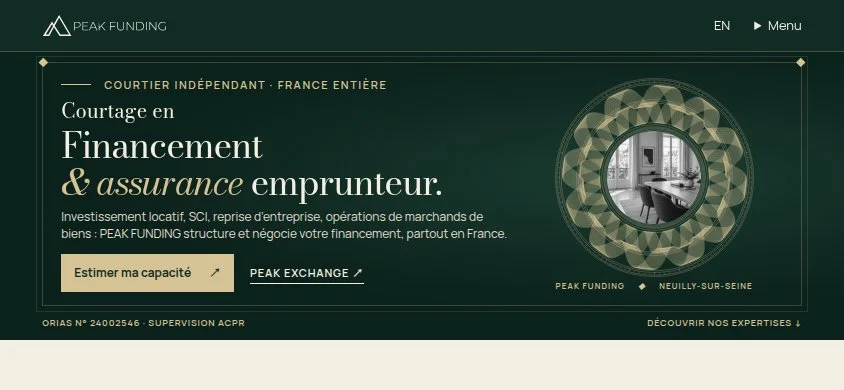 PEAK FUNDING
EN
▶ Menu
COURTIER INDÉPENDANT · FRANCE ENTIÈRE
Courtage en
Financement
& assurance emprunteur.
Investissement locatif, SCI, reprise d'entreprise, opérations de marchands de
biens : PEAK FUNDING structure et négocie votre financement, partout en France.
Estimer ma capacité ↗
PEAK EXCHANGE ↗
PEAK FUNDING ◆ NEUILLY-SUR-SEINE
ORIAS N° 24002546 · SUPERVISION ACPR
DÉCOUVRIR NOS EXPERTISES ↓